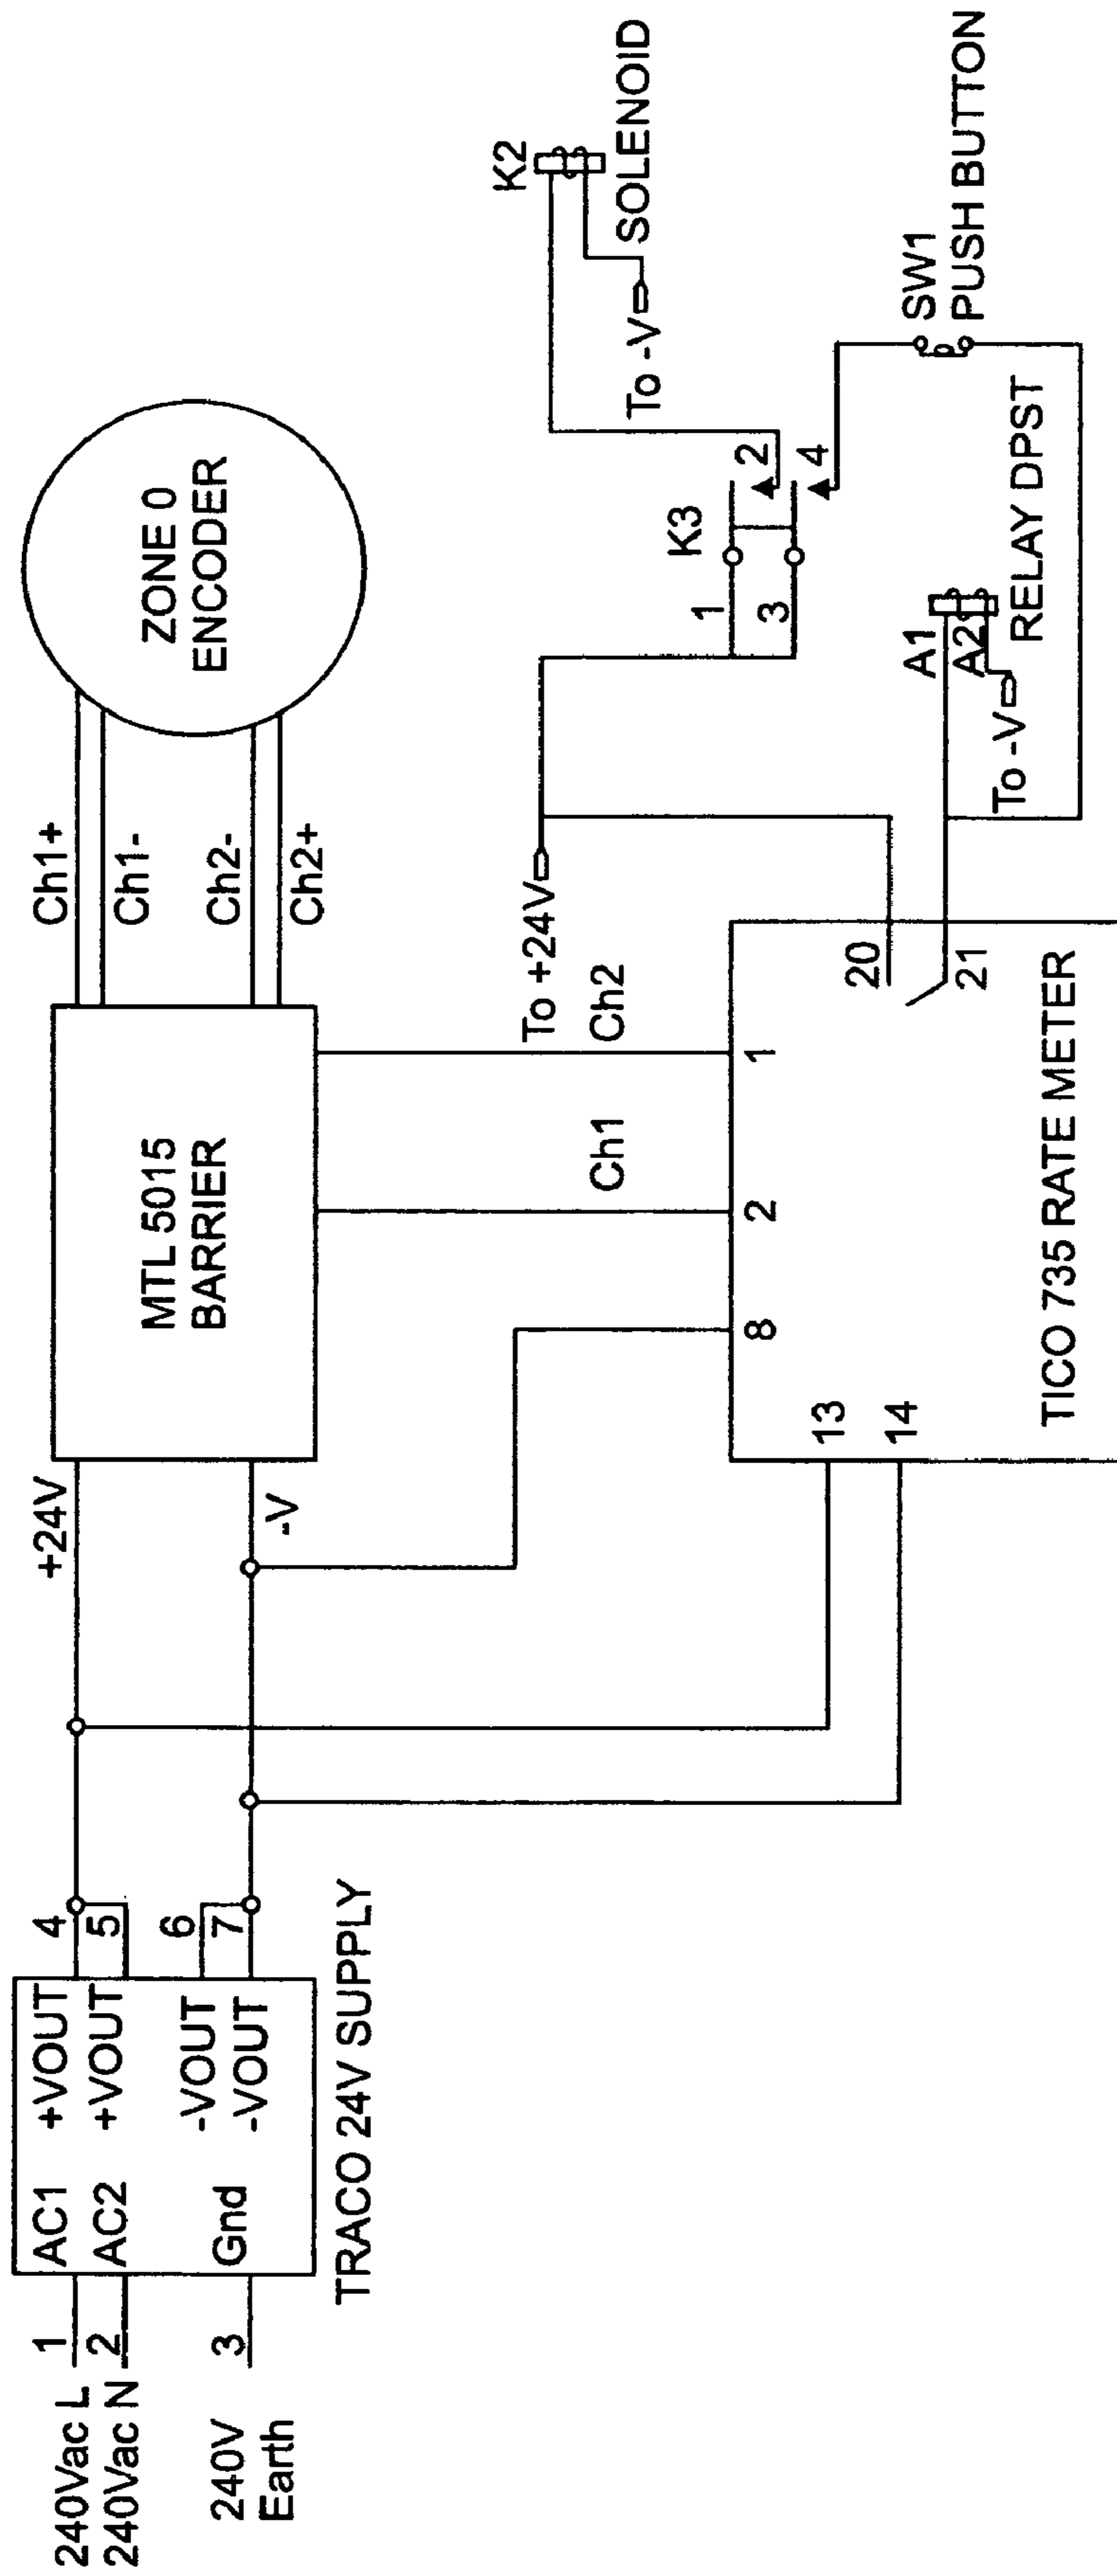 240Vac L
240Vac N
240V
Earth
1
2
3
AC1 +VOUT
AC2 +VOUT
-VOUT
Gnd -VOUT
4
5
6
7
TRACO 24V SUPPLY
+24V
-V
MTL 5015
BARRIER
Ch1+
Ch1-
Ch2-
Ch2+
ZONE 0
ENCODER
Ch1
Ch2
8
2
1
13
14
20
21
TICO 735 RATE METER
To +24V
K3
1
2
3
4
K2
To -V
SOLENOID
A1
A2
To -V
RELAY DPST
SW1
PUSH BUTTON